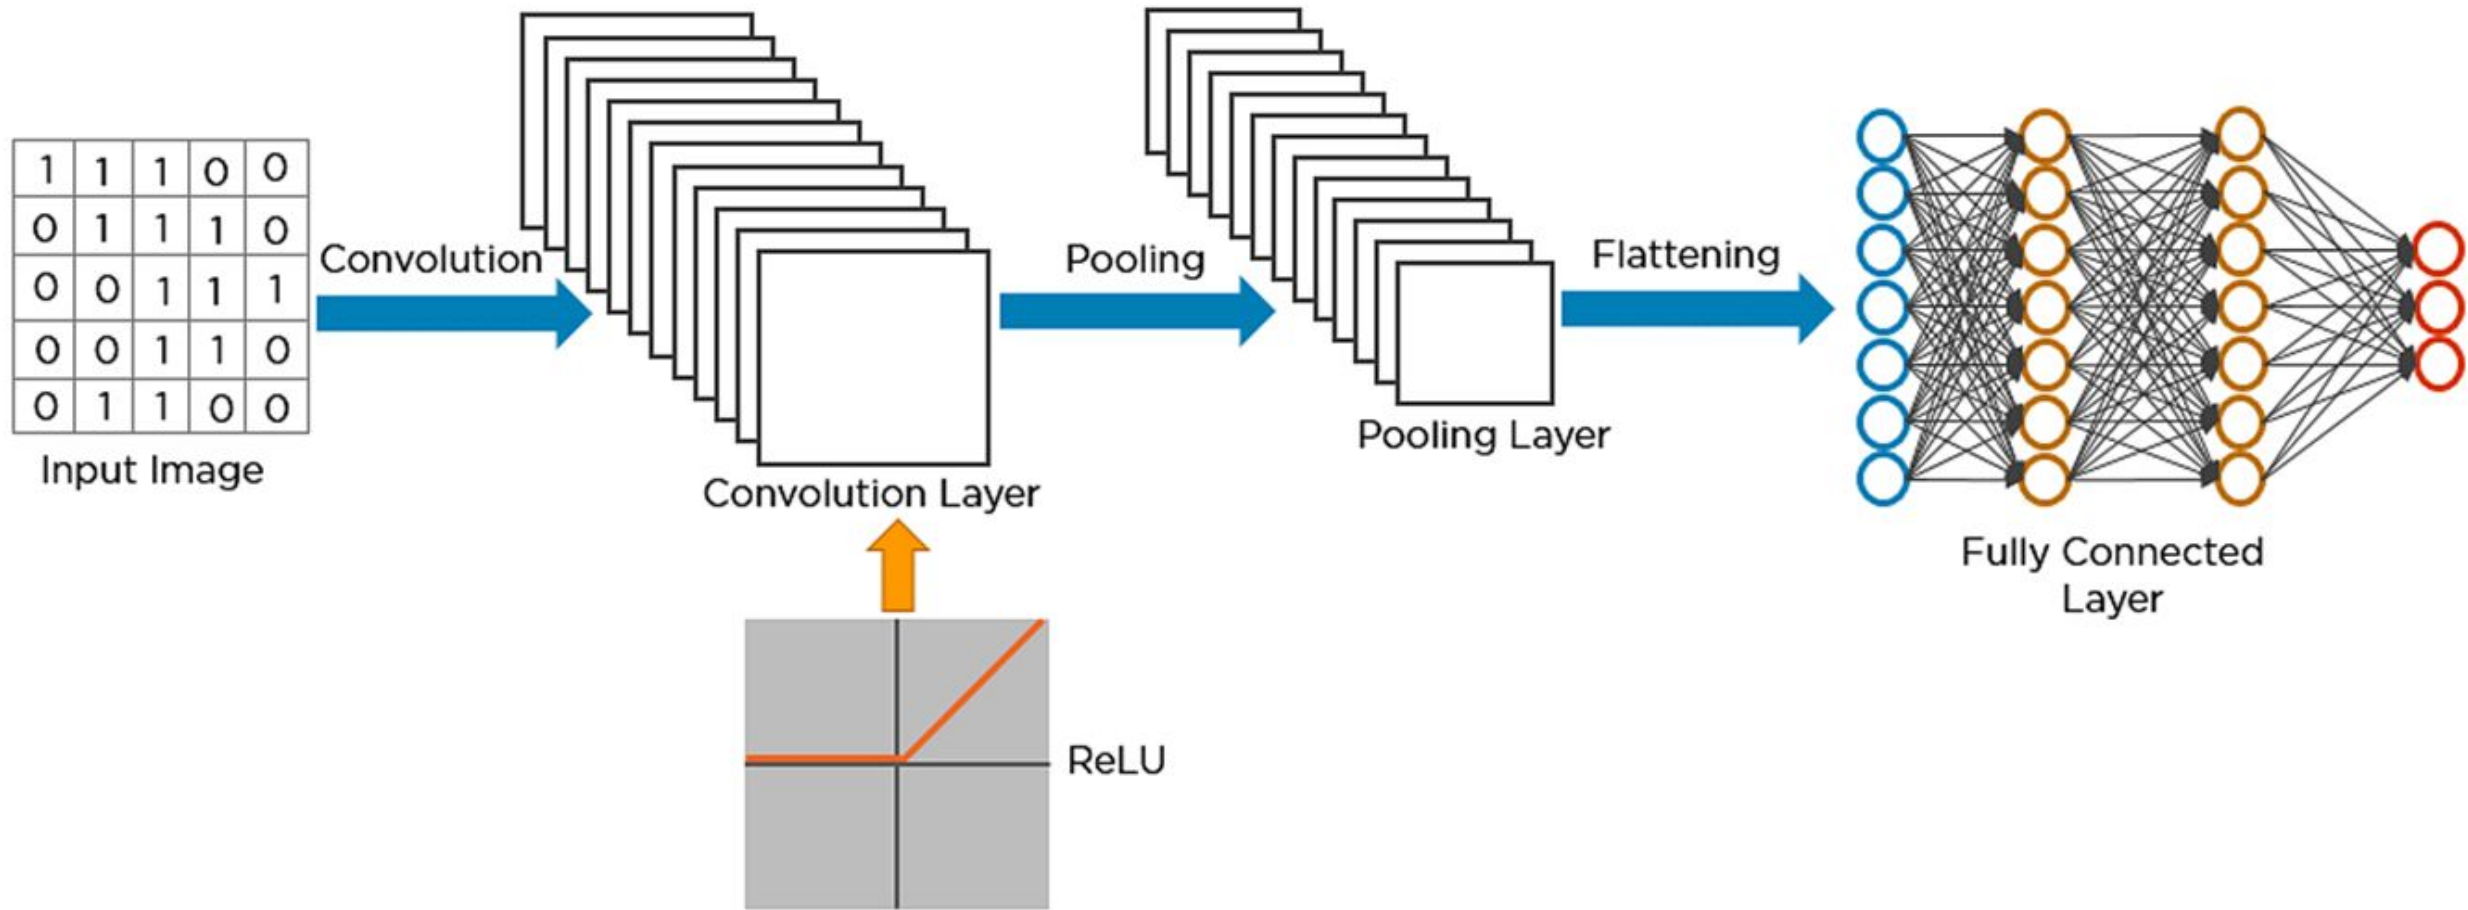 1 1 1 0 0
0 1 1 1 0
0 0 1 1 1
0 0 1 1 0
0 1 1 0 0
Input Image
Convolution
Convolution Layer
ReLU
Pooling
Pooling Layer
Flattening
Fully Connected
Layer